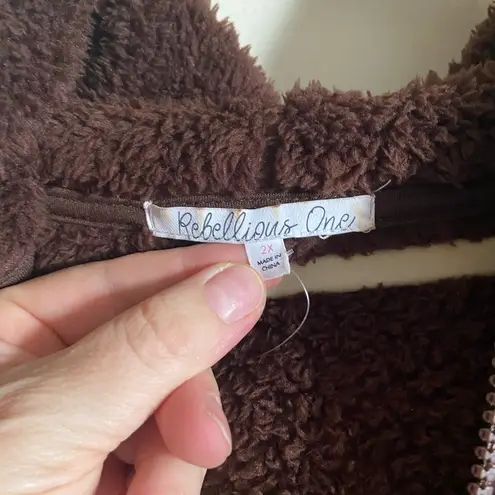 Rebellious One
2X
MADE IN
CHINA